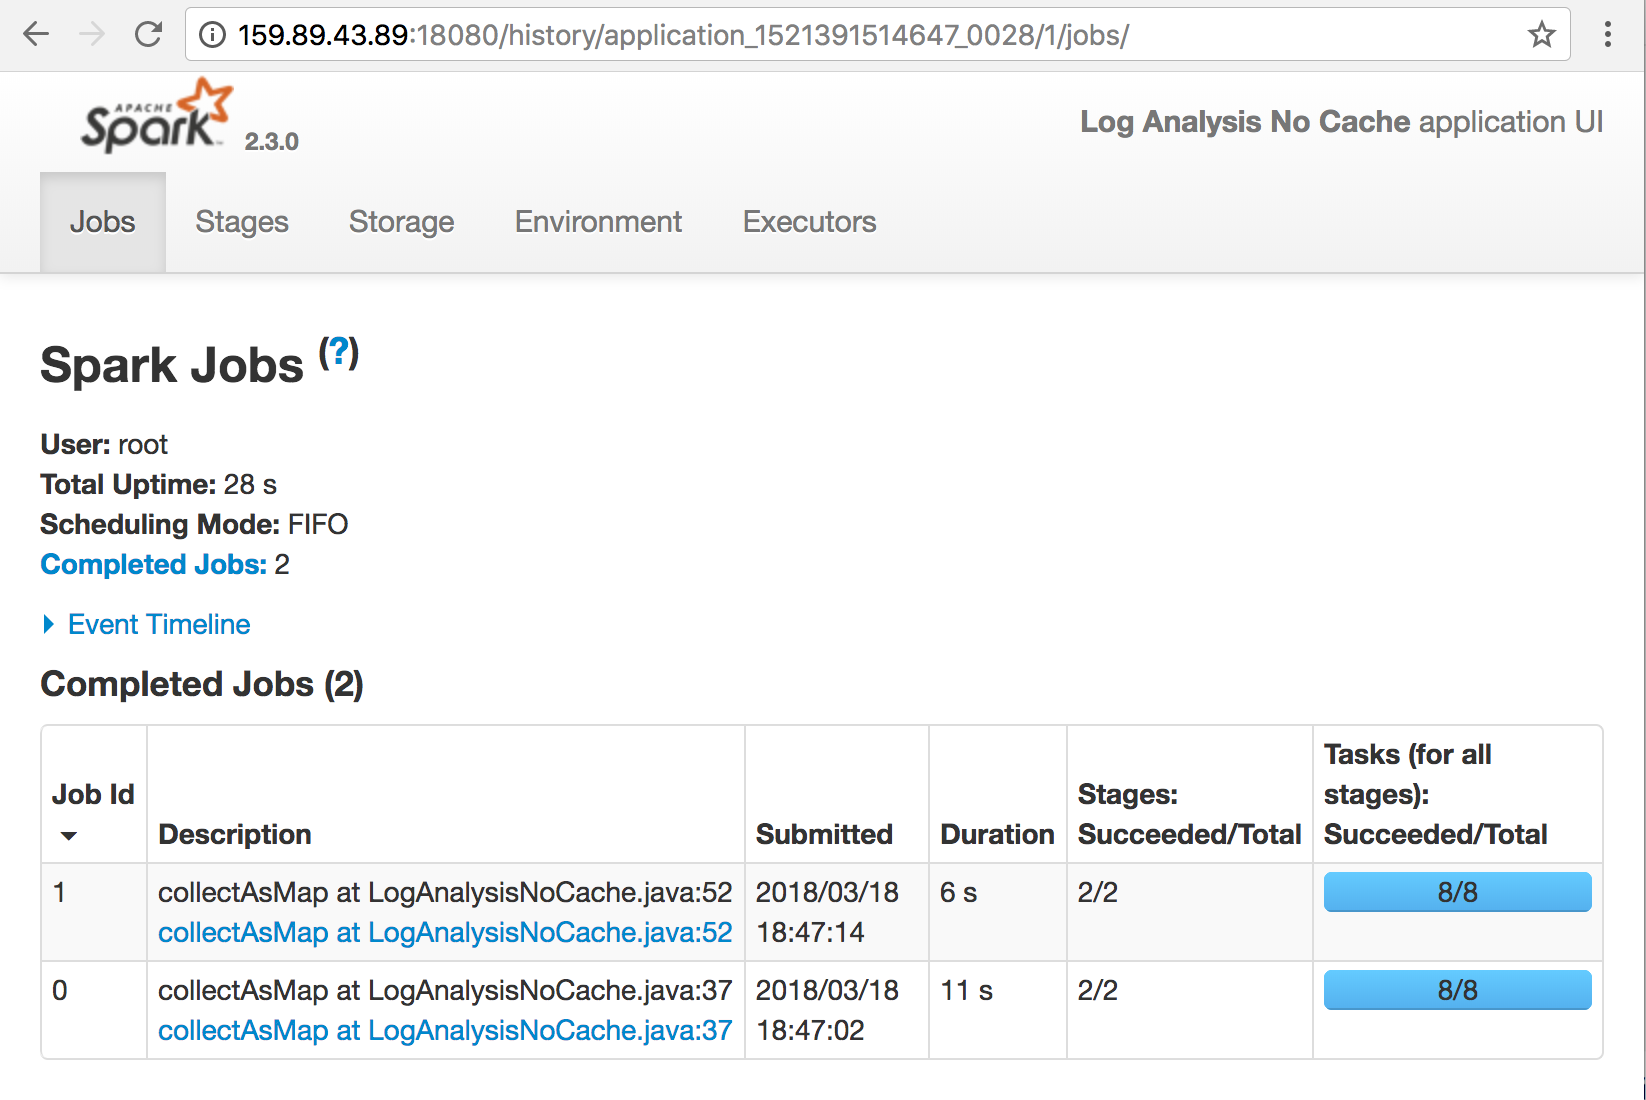 159.89.43.89:18080/history/application_1521391514647_0028/1/jobs/
APACHE
Spark™ 2.3.0
Log Analysis No Cache application UI
Jobs Stages Storage Environment Executors
Spark Jobs (?)
User: root
Total Uptime: 28 s
Scheduling Mode: FIFO
Completed Jobs: 2
Event Timeline
Completed Jobs (2)
Job Id Description Submitted Duration Stages: Succeeded/Total Tasks (for all stages): Succeeded/Total
1 collectAsMap at LogAnalysisNoCache.java:52 2018/03/18 6 s 2/2 8/8
collectAsMap at LogAnalysisNoCache.java:52 18:47:14
0 collectAsMap at LogAnalysisNoCache.java:37 2018/03/18 11 s 2/2 8/8
collectAsMap at LogAnalysisNoCache.java:37 18:47:02